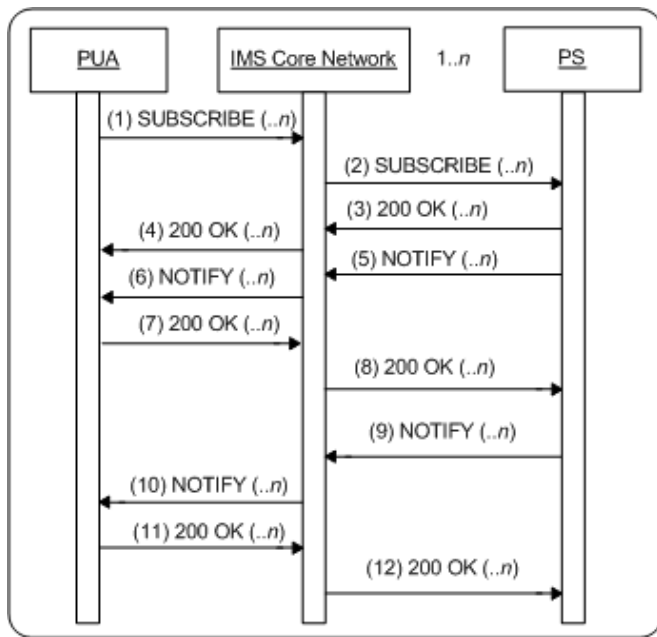 PUA
IMS Core Network
1..n
PS
(1) SUBSCRIBE (..n)
(2) SUBSCRIBE (..n)
(3) 200 OK (..n)
(4) 200 OK (..n)
(5) NOTIFY (..n)
(6) NOTIFY (..n)
(7) 200 OK (..n)
(8) 200 OK (..n)
(9) NOTIFY (..n)
(10) NOTIFY (..n)
(11) 200 OK (..n)
(12) 200 OK (..n)